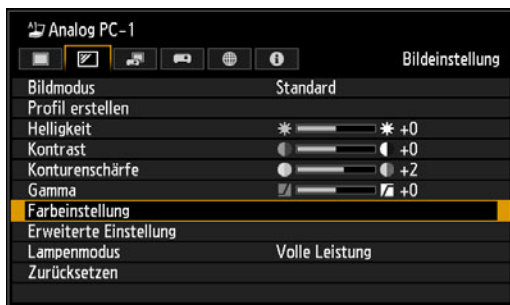 Analog PC-1
Bildeinstellung
Bildmodus Standard
Profil erstellen
Helligkeit +0
Kontrast +0
Konturenschärfe +2
Gamma +0
Farbeinstellung
Erweiterte Einstellung
Lampenmodus Volle Leistung
Zurücksetzen